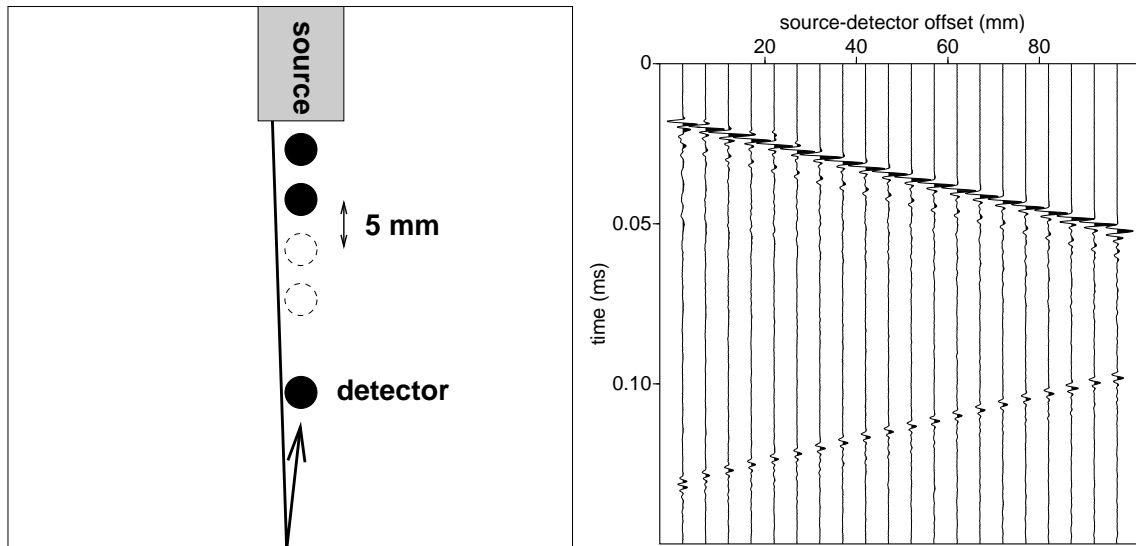 source
5 mm
detector
source-detector offset (mm)
20 40 60 80
0
0.05
0.10
time (ms)